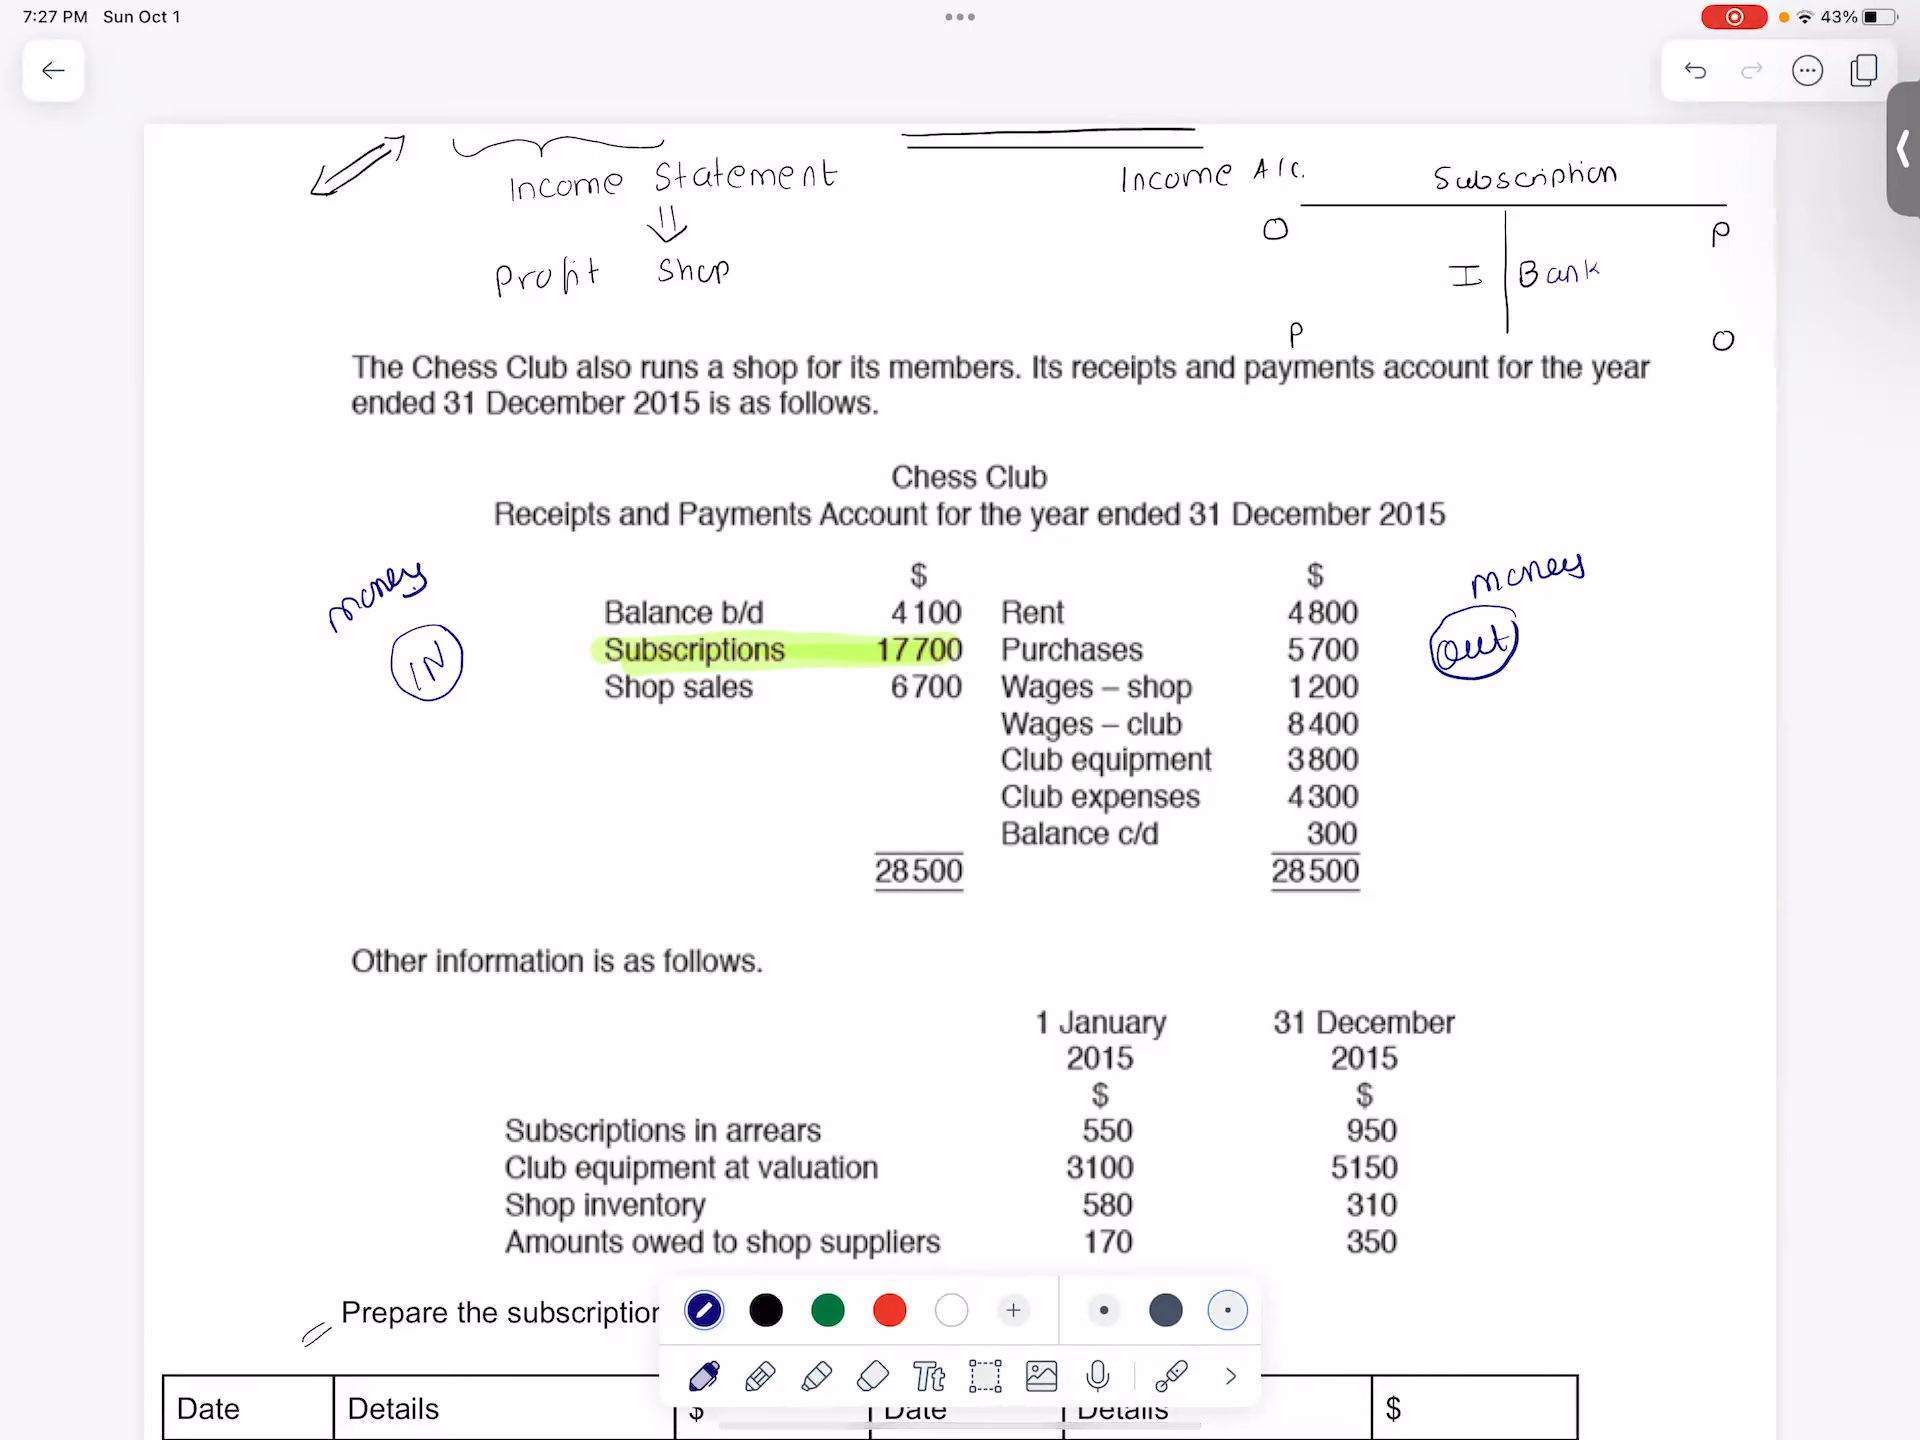 7:27 PM Sun Oct 1
43%
Income Statement
Income A/c.
Subscription
O
P
I
Bank
Profit Shop
P
O
The Chess Club also runs a shop for its members. Its receipts and payments account for the year
ended 31 December 2015 is as follows.
Chess Club
Receipts and Payments Account for the year ended 31 December 2015
money
IN
money
out
$ $
Balance b/d 4100 Rent 4800
Subscriptions 17700 Purchases 5700
Shop sales 6700 Wages – shop 1200
Wages – club 8400
Club equipment 3800
Club expenses 4300
Balance c/d 300
28500 28500
Other information is as follows.
1 January 31 December
2015 2015
$ $
Subscriptions in arrears 550 950
Club equipment at valuation 3100 5150
Shop inventory 580 310
Amounts owed to shop suppliers 170 350
Prepare the subscription
Tt
Date Details $ Date Details $